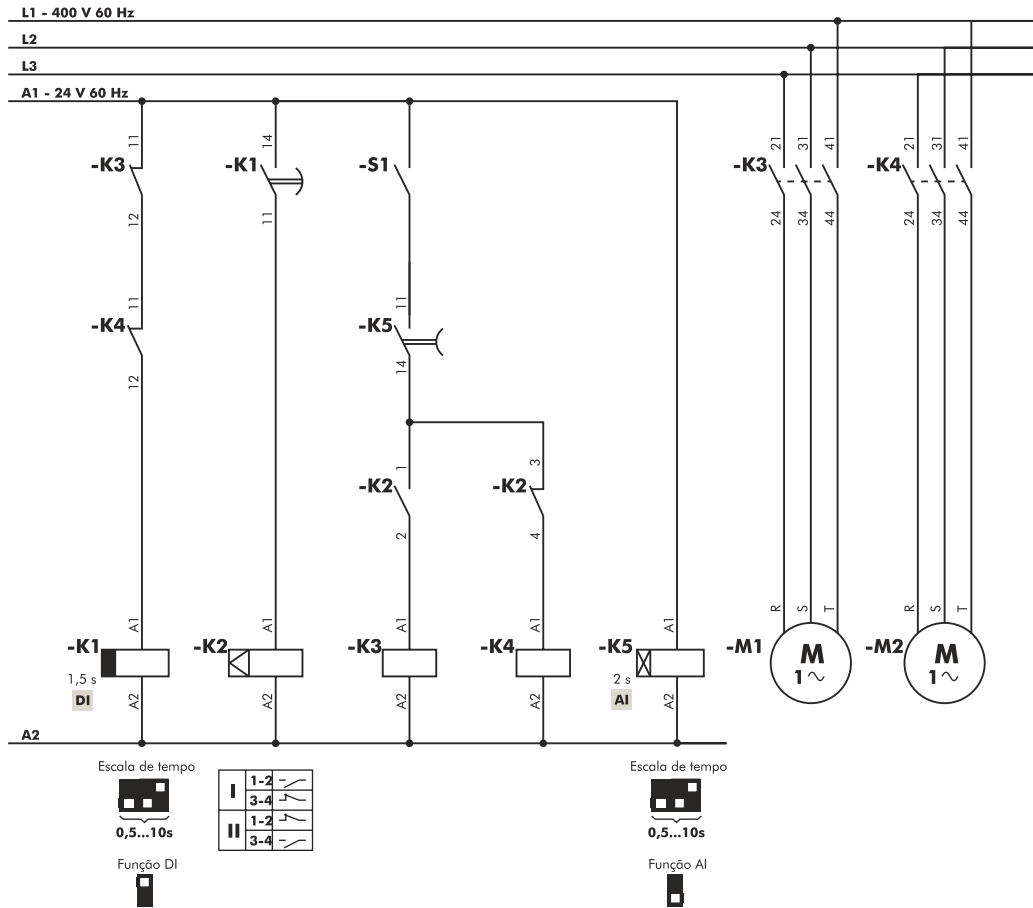 L1 - 400 V 60 Hz
L2
L3
A1 - 24 V 60 Hz
11
14
21
31
41
21
31
41
-K3
-K1
-S1
-K3
-K4
12
11
24
34
44
24
34
44
11
11
-K4
-K5
12
14
1
3
-K2
-K2
2
4
A1
A1
A1
A1
A1
R
S
T
R
S
T
-K1
-K2
-K3
-K4
-K5
-M1
M
1
-M2
M
1
1,5 s
2 s
DI
AI
A2
A2
A2
A2
A2
A2
Escala de tempo
Escala de tempo
I
1-2
3-4
II
1-2
3-4
0,5...10s
0,5...10s
Função DI
Função AI